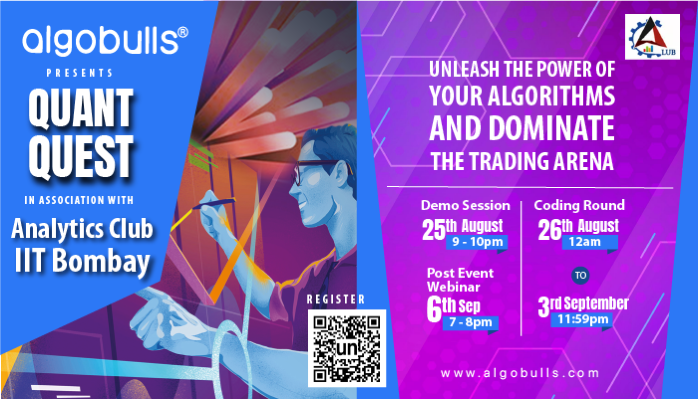 algobulls®
PRESENTS
QUANT
QUEST
IN ASSOCIATION WITH
Analytics Club
IIT Bombay
REGISTER
un
LUB
UNLEASH THE POWER OF
YOUR ALGORITHMS
AND DOMINATE
THE TRADING ARENA
Demo Session
25th August
9 - 10pm
Coding Round
26th August
12am
TO
3rd September
11:59pm
Post Event
Webinar
6th Sep
7 - 8pm
www.algobulls.com